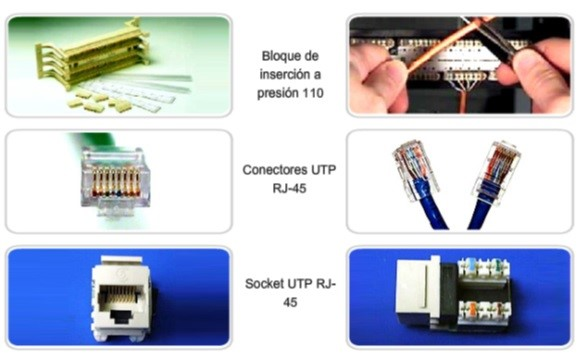 Bloque de
inserción a
presión 110
Conectores UTP
RJ-45
Socket UTP RJ-
45